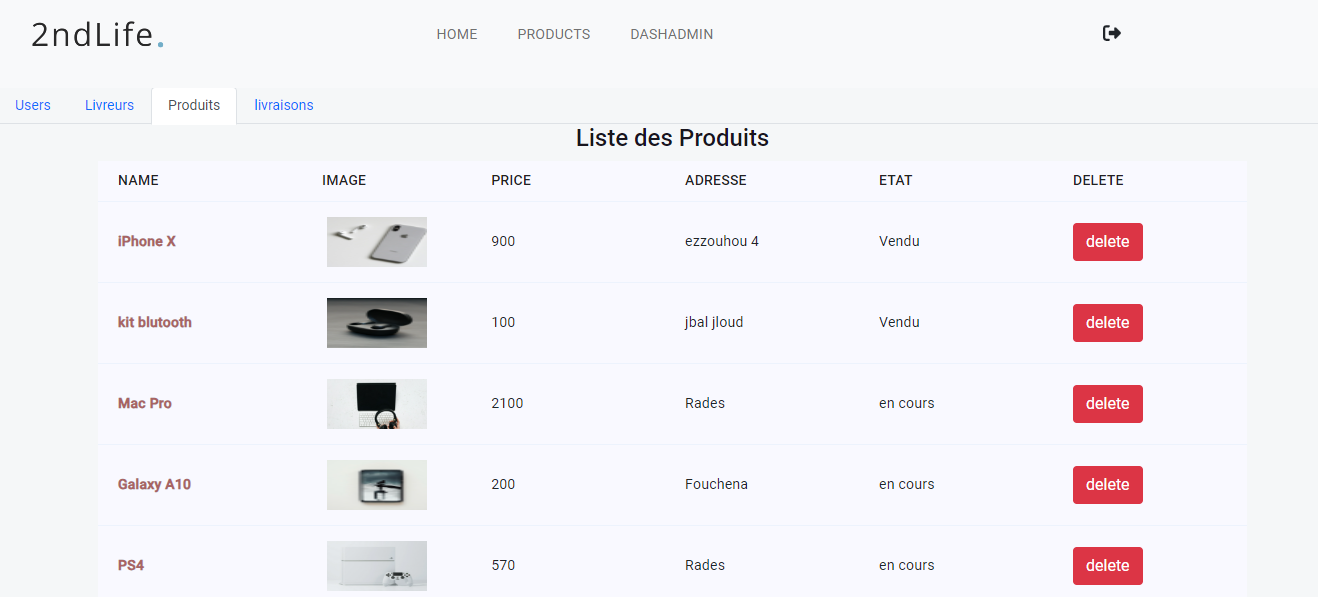 2ndLife.
HOME PRODUCTS DASHADMIN
Users Livreurs Produits livraisons
Liste des Produits
NAME IMAGE PRICE ADRESSE ETAT DELETE
iPhone X 900 ezzouhou 4 Vendu delete
kit blutooth 100 jbal jloud Vendu delete
Mac Pro 2100 Rades en cours delete
Galaxy A10 200 Fouchena en cours delete
PS4 570 Rades en cours delete